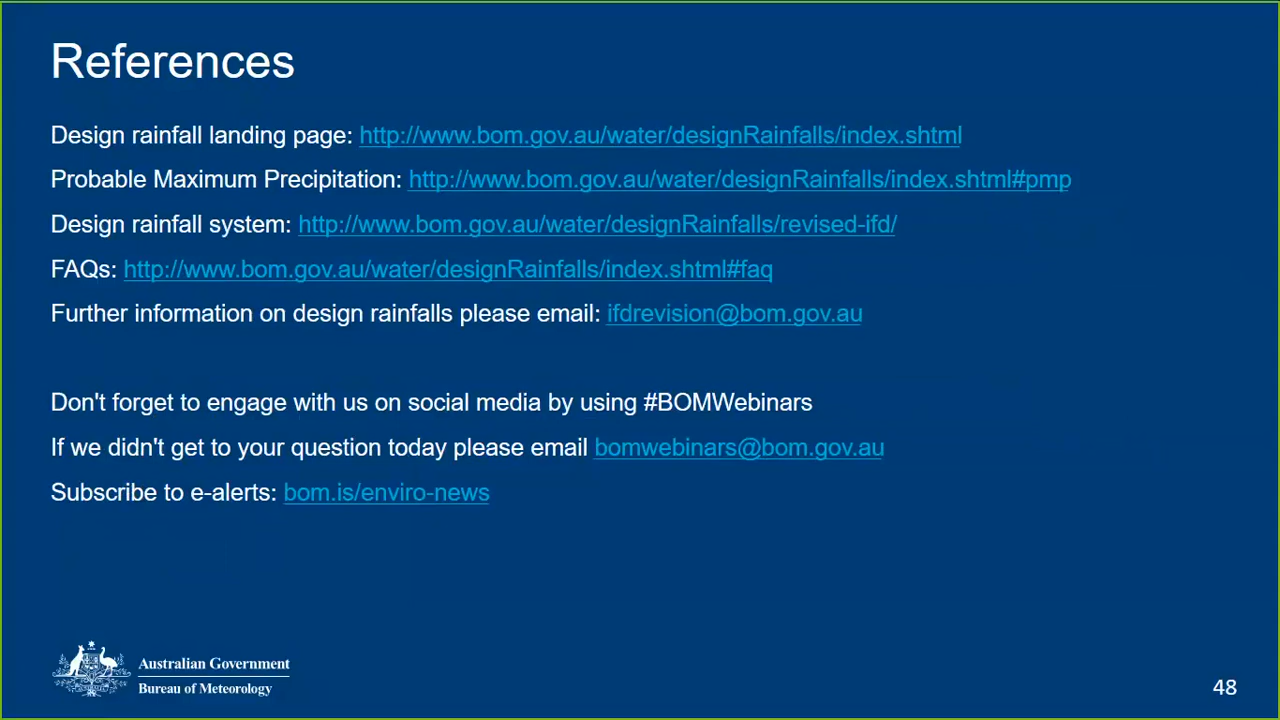 References
Design rainfall landing page: http://www.bom.gov.au/water/designRainfalls/index.shtml
Probable Maximum Precipitation: http://www.bom.gov.au/water/designRainfalls/index.shtml#pmp
Design rainfall system: http://www.bom.gov.au/water/designRainfalls/revised-ifd/
FAQs: http://www.bom.gov.au/water/designRainfalls/index.shtml#faq
Further information on design rainfalls please email: ifdrevision@bom.gov.au
Don't forget to engage with us on social media by using #BOMWebinars
If we didn't get to your question today please email bomwebinars@bom.gov.au
Subscribe to e-alerts: bom.is/enviro-news
Australian Government
Bureau of Meteorology
48